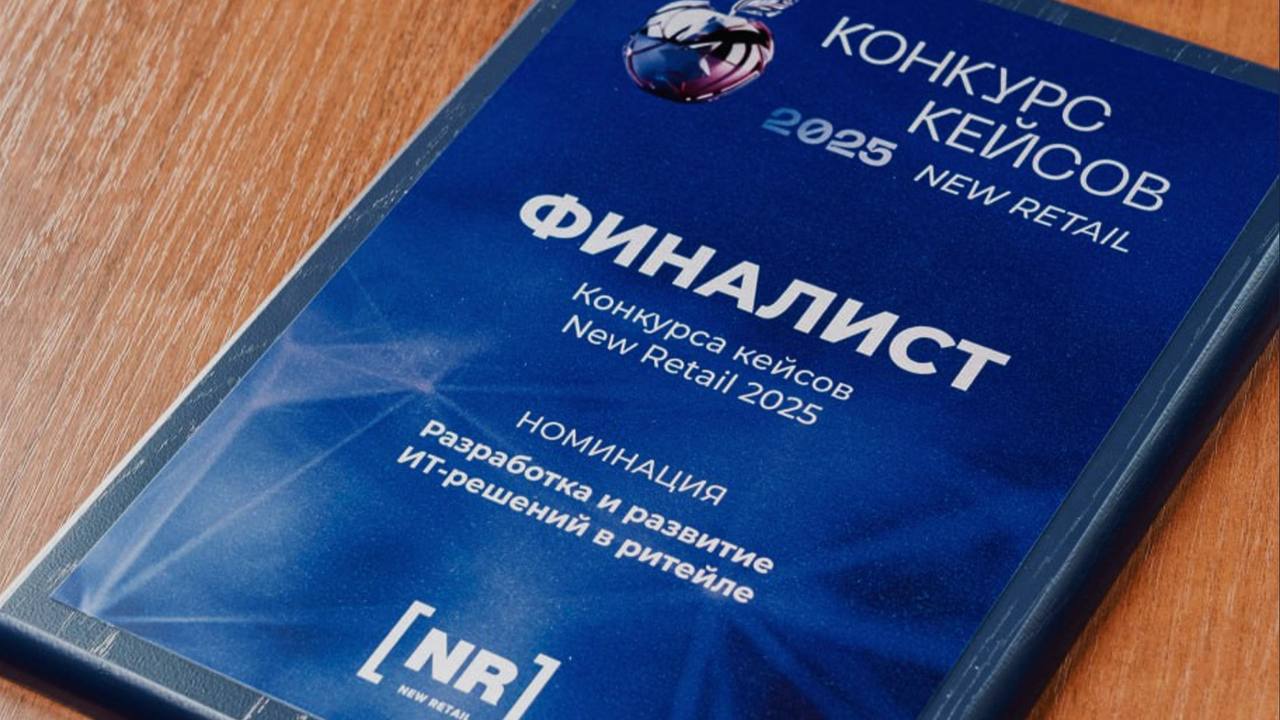 КОНКУРС
КЕЙСОВ
2025 NEW RETAIL
ФИНАЛИСТ
Конкурса кейсов
New Retail 2025
НОМИНАЦИЯ
Разработка и развитие
ИТ-решений в ритейле
[NR]
NEW RETAIL